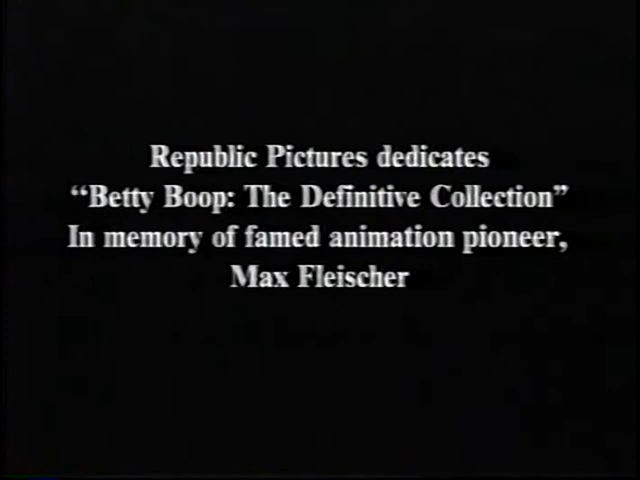 Republic Pictures dedicates
“Betty Boop: The Definitive Collection”
In memory of famed animation pioneer,
Max Fleischer